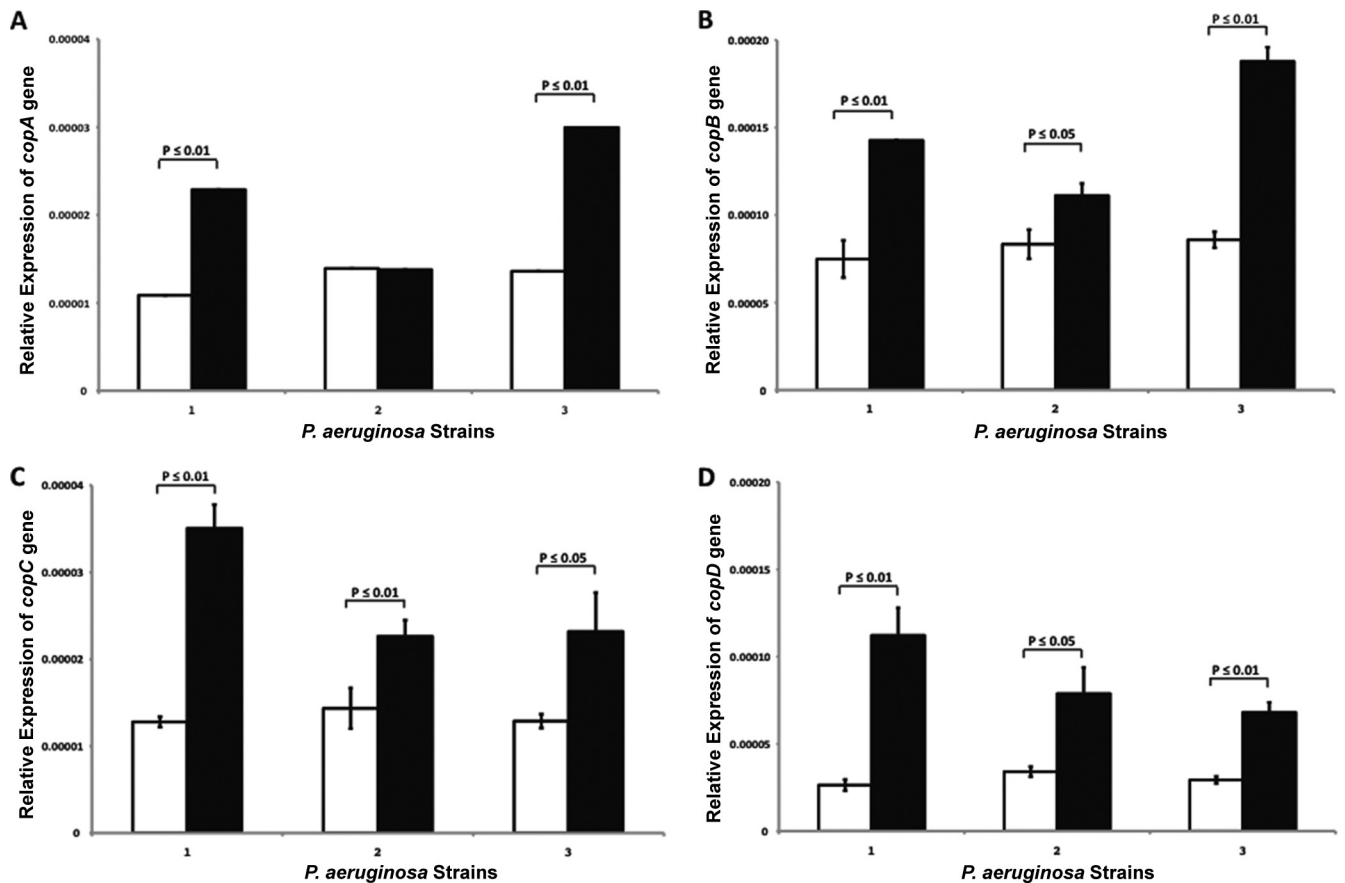 A
Relative Expression of copA gene
0.00004
0.00003
0.00002
0.00001
0
P ≤ 0.01
P ≤ 0.01
1
2
3
P. aeruginosa Strains
B
Relative Expression of copB gene
0.00020
0.00015
0.00010
0.00005
0
P ≤ 0.01
P ≤ 0.05
P ≤ 0.01
1
2
3
P. aeruginosa Strains
C
Relative Expression of copC gene
0.00004
0.00003
0.00002
0.00001
0
P ≤ 0.01
P ≤ 0.01
P ≤ 0.05
1
2
3
P. aeruginosa Strains
D
Relative Expression of copD gene
0.00020
0.00015
0.00010
0.00005
0
P ≤ 0.01
P ≤ 0.05
P ≤ 0.01
1
2
3
P. aeruginosa Strains